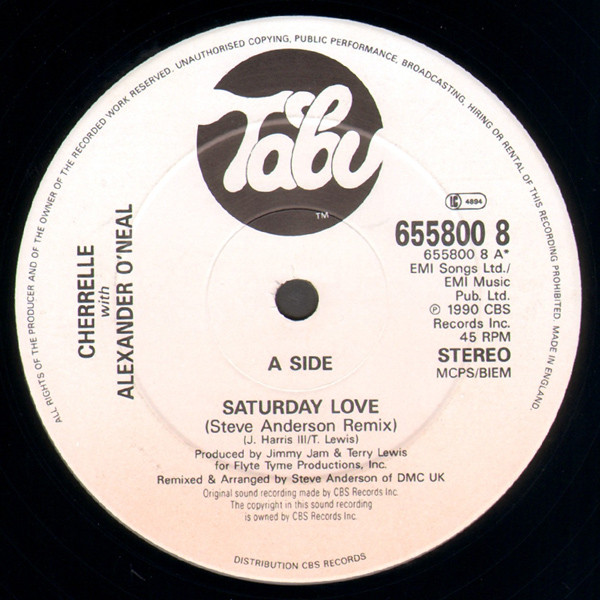 ALL RIGHTS OF THE PRODUCER AND OF THE OWNER OF THE RECORDED WORK RESERVED. UNAUTHORISED COPYING, PUBLIC PERFORMANCE, BROADCASTING, HIRING OR RENTAL OF THIS RECORDING PROHIBITED. MADE IN ENGLAND.
Tabu
TM
LC 4894
655800 8
655800 8 A*
EMI Songs Ltd./
EMI Music
Pub. Ltd.
℗ 1990 CBS
Records Inc.
45 RPM
STEREO
MCPS/BIEM
CHERRELLE
with
ALEXANDER O'NEAL
A SIDE
SATURDAY LOVE
(Steve Anderson Remix)
(J. Harris III/T. Lewis)
Produced by Jimmy Jam & Terry Lewis
for Flyte Tyme Productions, Inc.
Remixed & Arranged by Steve Anderson of DMC UK
Original sound recording made by CBS Records Inc.
The copyright in this sound recording
is owned by CBS Records Inc.
DISTRIBUTION CBS RECORDS